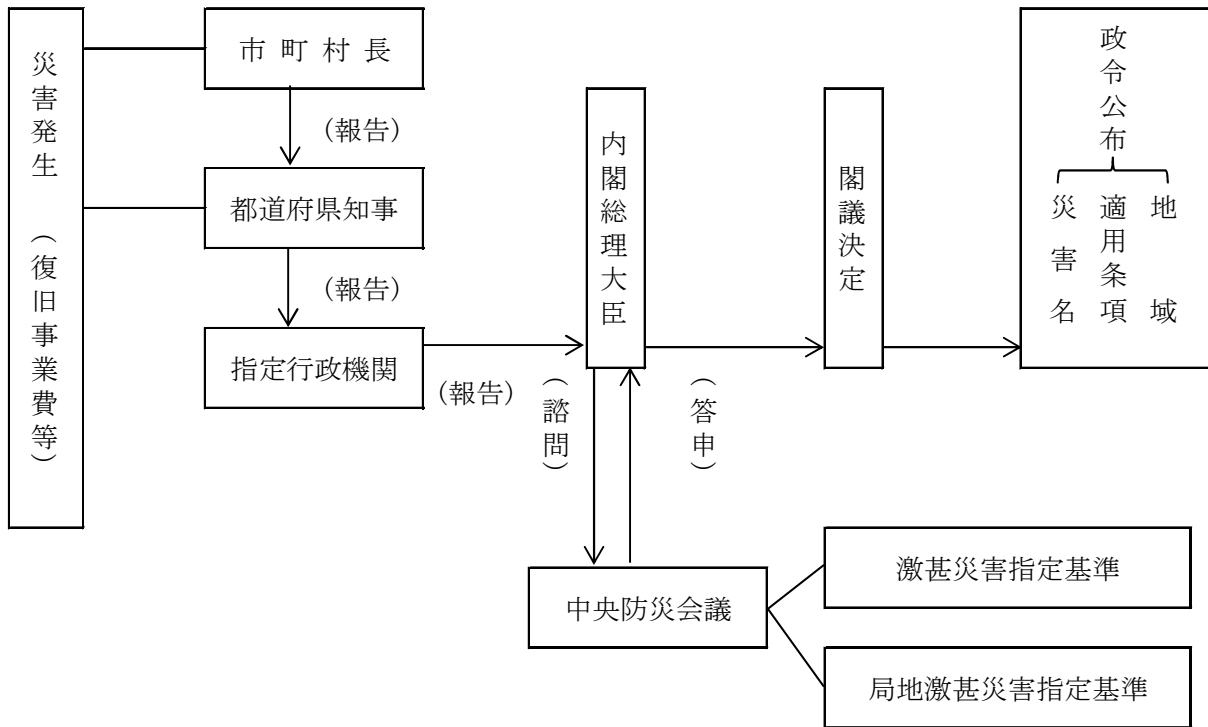 災害発生（復旧事業費等）
市町村長
（報告）
都道府県知事
（報告）
指定行政機関
（報告）
内閣総理大臣
（諮問）
（答申）
中央防災会議
激甚災害指定基準
局地激甚災害指定基準
閣議決定
政令公布
災害名
適用条項
地域